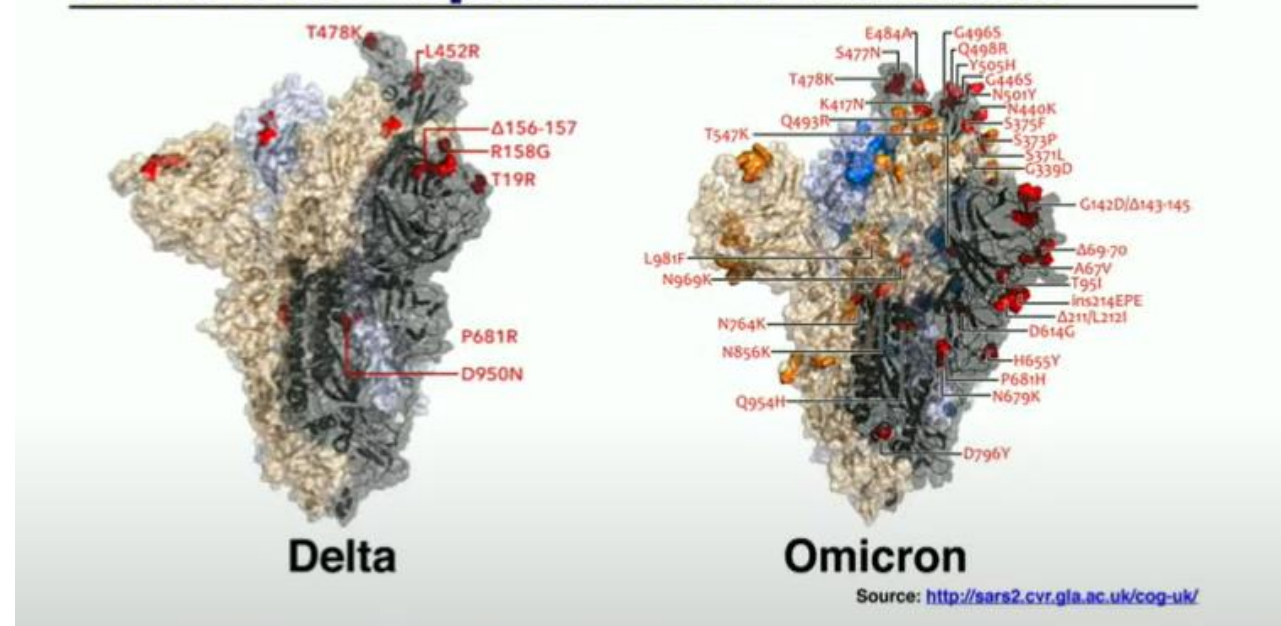 T478K
L452R
Δ156-157
R158G
T19R
P681R
D950N
Delta
E484A
G496S
S477N
Q498R
Y505H
T478K
G446S
K417N
N501Y
Q493R
N440K
T547K
S375F
S373P
S371L
G339D
G142D/Δ143-145
L981F
Δ69-70
N969K
A67V
T95I
ins214EPE
N764K
Δ211/L212I
D614G
N856K
H655Y
P681H
Q954H
N679K
D796Y
Omicron
Source: http://sars2.cvr.gla.ac.uk/cog-uk/